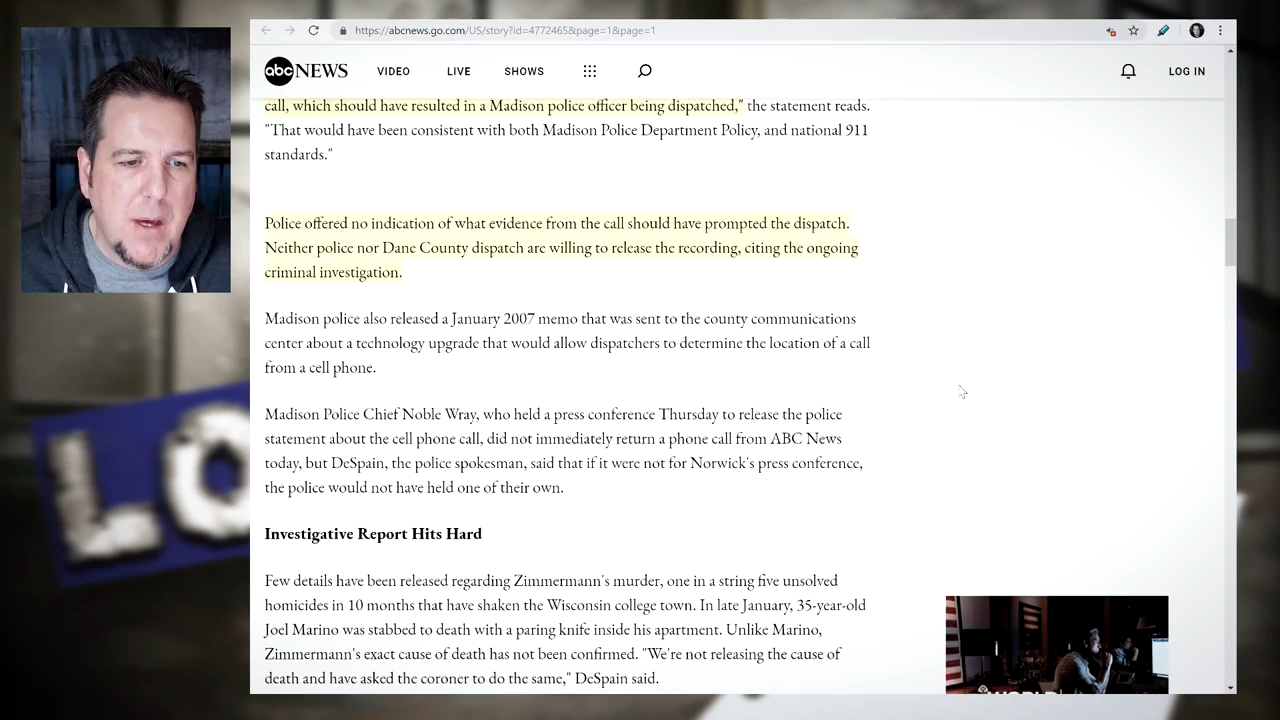 https://abcnews.go.com/US/story?id=4772465&page=1&page=1
abc NEWS VIDEO LIVE SHOWS LOG IN
call, which should have resulted in a Madison police officer being dispatched," the statement reads.
"That would have been consistent with both Madison Police Department Policy, and national 911
standards."
Police offered no indication of what evidence from the call should have prompted the dispatch.
Neither police nor Dane County dispatch are willing to release the recording, citing the ongoing
criminal investigation.
Madison police also released a January 2007 memo that was sent to the county communications
center about a technology upgrade that would allow dispatchers to determine the location of a call
from a cell phone.
Madison Police Chief Noble Wray, who held a press conference Thursday to release the police
statement about the cell phone call, did not immediately return a phone call from ABC News
today, but DeSpain, the police spokesman, said that if it were not for Norwick's press conference,
the police would not have held one of their own.
Investigative Report Hits Hard
Few details have been released regarding Zimmermann's murder, one in a string five unsolved
homicides in 10 months that have shaken the Wisconsin college town. In late January, 35-year-old
Joel Marino was stabbed to death with a paring knife inside his apartment. Unlike Marino,
Zimmermann's exact cause of death has not been confirmed. "We're not releasing the cause of
death and have asked the coroner to do the same," DeSpain said.
WORLD
LO